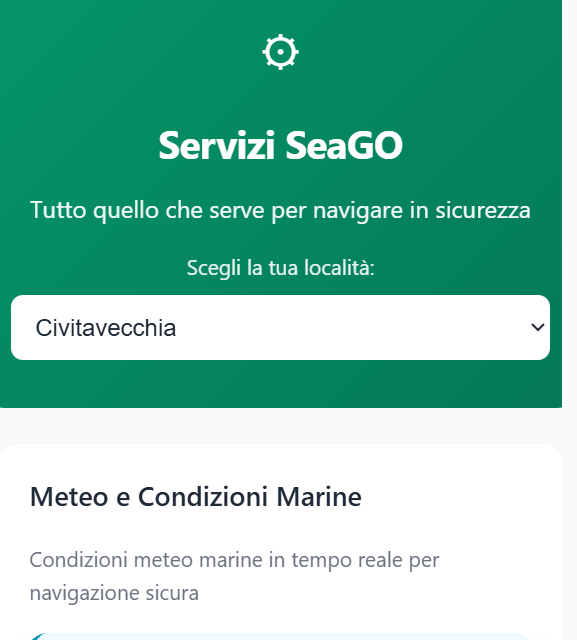 Servizi SeaGO
Tutto quello che serve per navigare in sicurezza
Scegli la tua località:
Civitavecchia
Meteo e Condizioni Marine
Condizioni meteo marine in tempo reale per
navigazione sicura